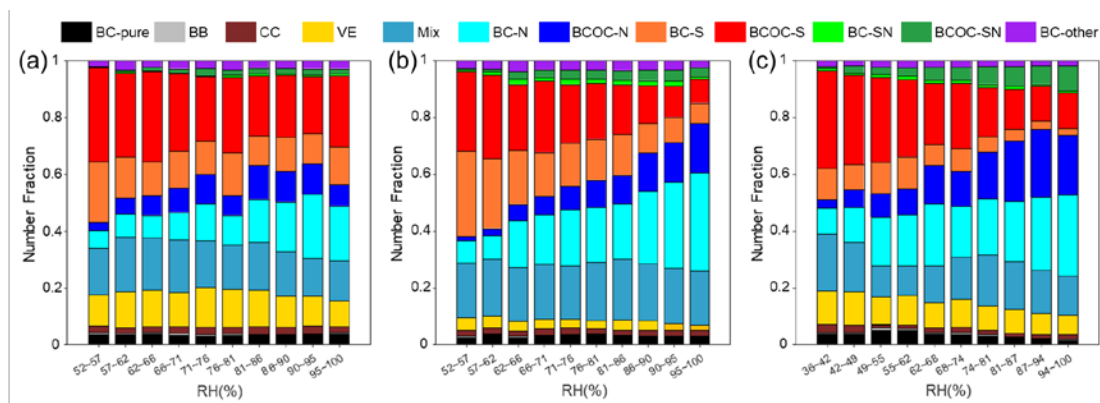 BC-pure BB CC VE Mix BC-N BCOC-N BC-S BCOC-S BC-SN BCOC-SN BC-other
(a) (b) (c)
Number Fraction
1
0.8
0.6
0.4
0.2
0
52~57 57~62 62~66 66~71 71~76 76~81 81~86 86~90 90~95 95~100
RH(%)
Number Fraction
1
0.8
0.6
0.4
0.2
0
52~57 57~62 62~66 66~71 71~76 76~81 81~86 86~90 90~95 95~100
RH(%)
Number Fraction
1
0.8
0.6
0.4
0.2
0
36~42 42~49 49~55 55~62 62~68 68~74 74~81 81~87 87~94 94~100
RH(%)